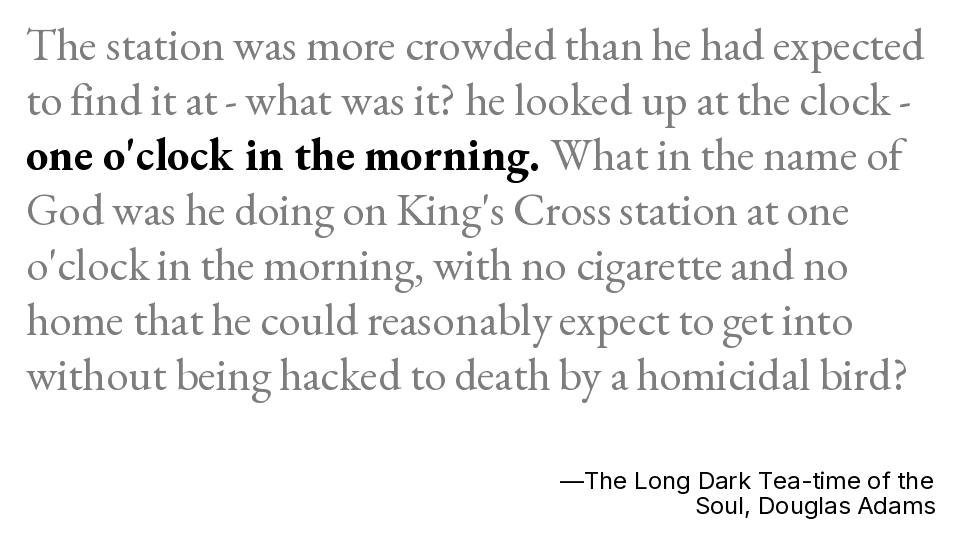 The station was more crowded than he had expected
to find it at - what was it? he looked up at the clock -
one o'clock in the morning. What in the name of
God was he doing on King's Cross station at one
o'clock in the morning, with no cigarette and no
home that he could reasonably expect to get into
without being hacked to death by a homicidal bird?
—The Long Dark Tea-time of the
Soul, Douglas Adams